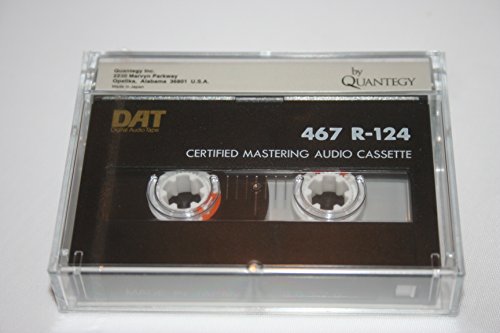 Quantegy Inc.
2230 Marvyn Parkway
Opelika, Alabama 36801 U.S.A.
Made in Japan
by
QUANTEGY
DAT
Digital Audio Tape
467 R-124
CERTIFIED MASTERING AUDIO CASSETTE